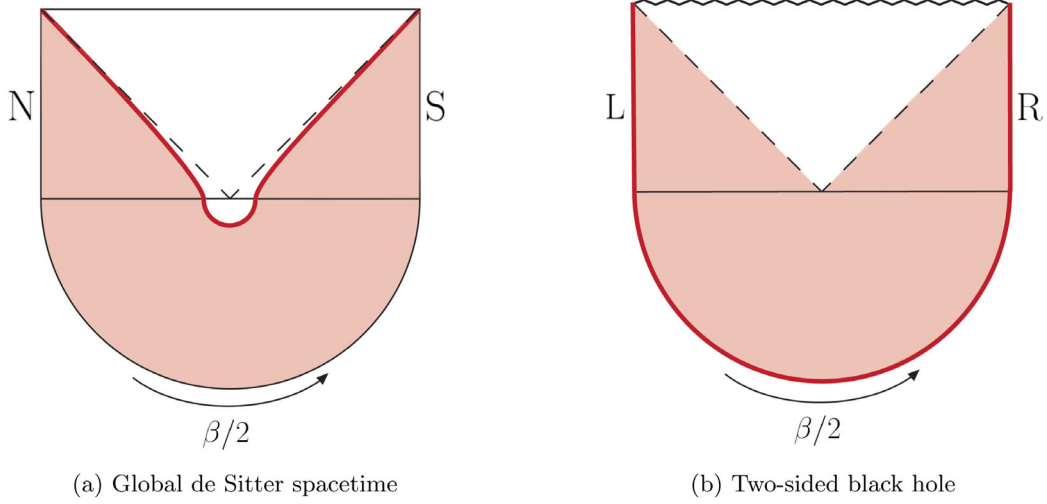 N
S
β/2
(a) Global de Sitter spacetime
L
R
β/2
(b) Two-sided black hole